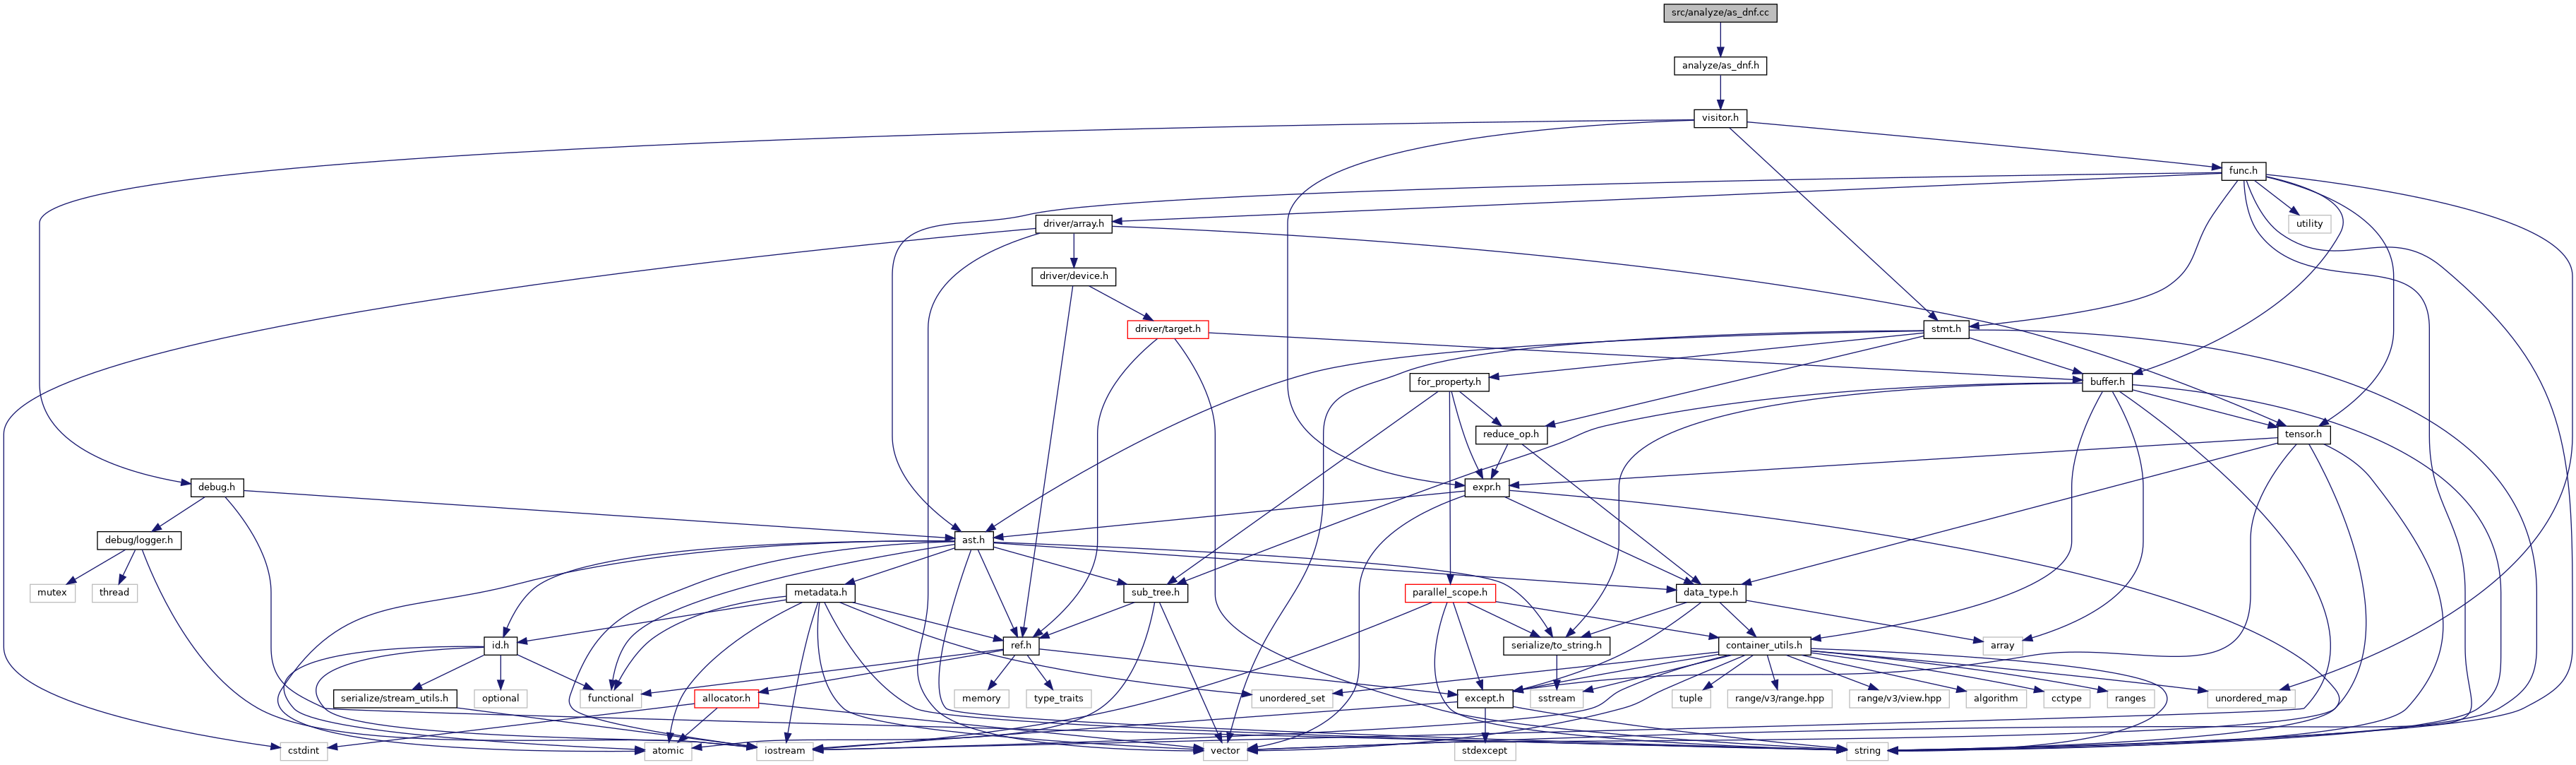 src/analyze/as_dnf.cc
analyze/as_dnf.h
visitor.h
func.h
driver/array.h
utility
driver/device.h
driver/target.h
stmt.h
for_property.h
buffer.h
reduce_op.h
tensor.h
debug.h
expr.h
debug/logger.h
ast.h
mutex
thread
metadata.h
sub_tree.h
parallel_scope.h
data_type.h
id.h
ref.h
serialize/to_string.h
container_utils.h
array
serialize/stream_utils.h
optional
functional
allocator.h
memory
type_traits
unordered_set
except.h
sstream
tuple
range/v3/range.hpp
range/v3/view.hpp
algorithm
cctype
ranges
unordered_map
cstdint
atomic
iostream
vector
stdexcept
string